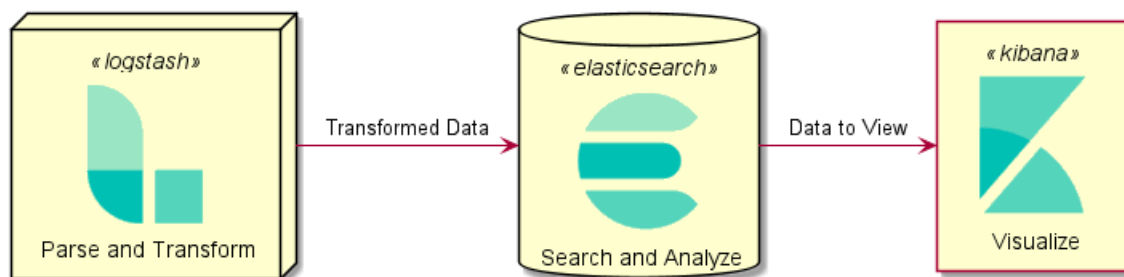 «logstash»
Parse and Transform
Transformed Data
«elasticsearch»
Search and Analyze
Data to View
«kibana»
Visualize